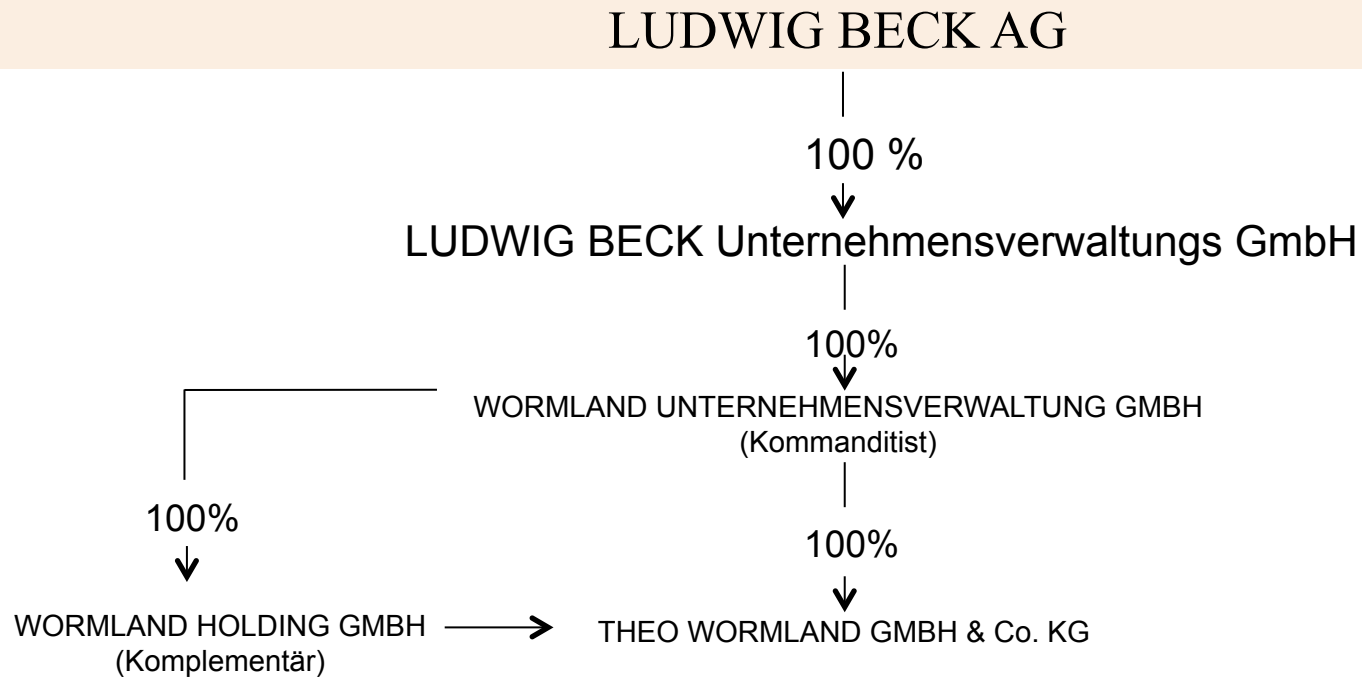 LUDWIG BECK AG
100 %
LUDWIG BECK Unternehmensverwaltungs GmbH
100%
WORMLAND UNTERNEHMENSVERWALTUNG GMBH
(Kommanditist)
100%
100%
WORMLAND HOLDING GMBH
(Komplementär)
THEO WORMLAND GMBH & Co. KG